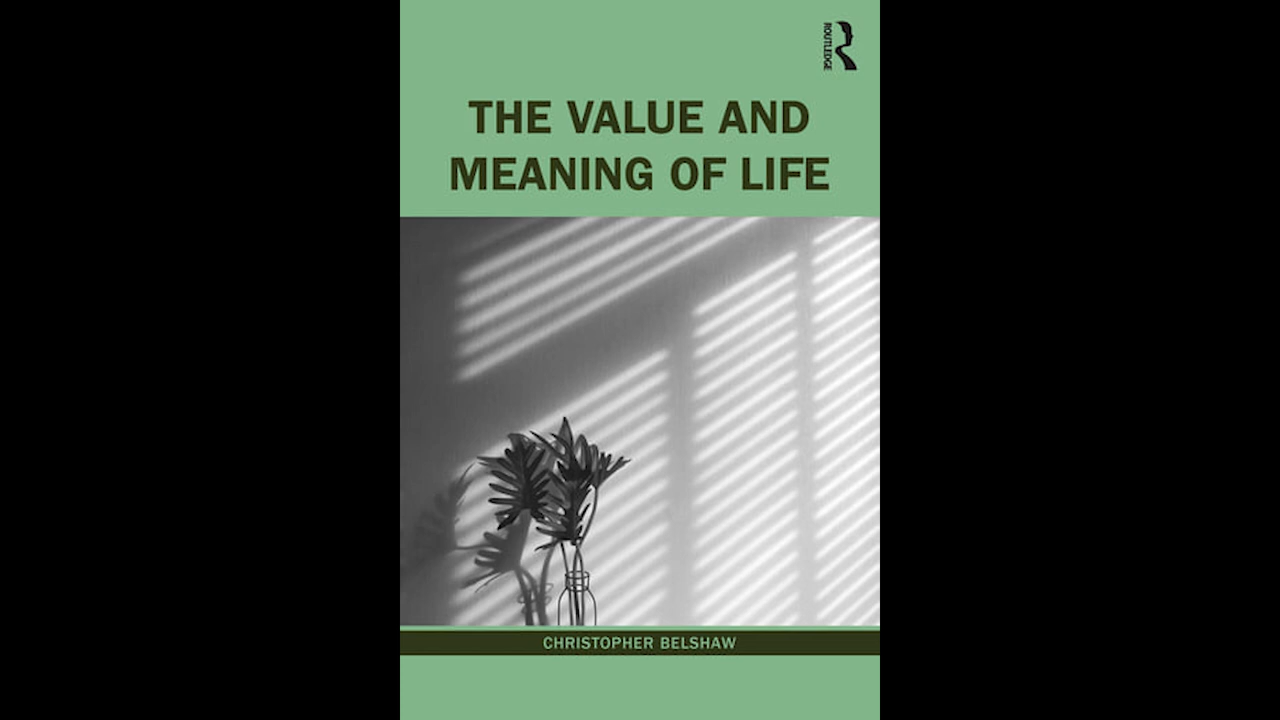 ROUTLEDGE
THE VALUE AND
MEANING OF LIFE
CHRISTOPHER BELSHAW